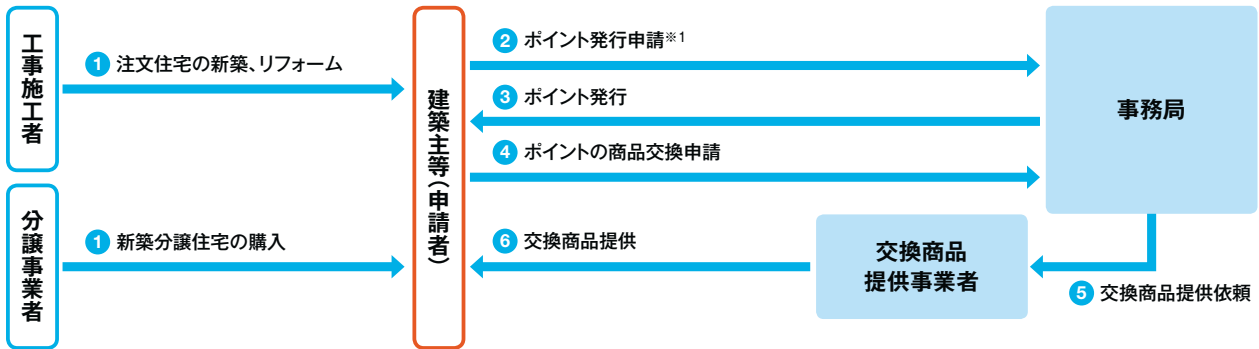 工事施工者
1 注文住宅の新築、リフォーム
分譲事業者
1 新築分譲住宅の購入
建築主等(申請者)
2 ポイント発行申請※1
3 ポイント発行
4 ポイントの商品交換申請
事務局
5 交換商品提供依頼
交換商品
提供事業者
6 交換商品提供